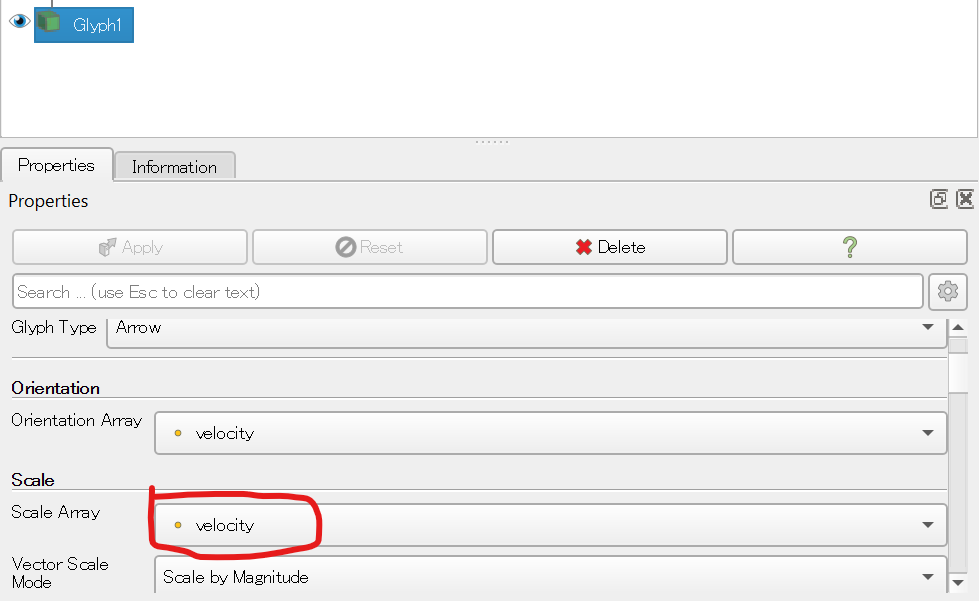 Glyph1
Properties Information
Properties
Apply Reset Delete ?
Search ... (use Esc to clear text)
Glyph Type Arrow
Orientation
Orientation Array velocity
Scale
Scale Array velocity
Vector Scale
Mode Scale by Magnitude